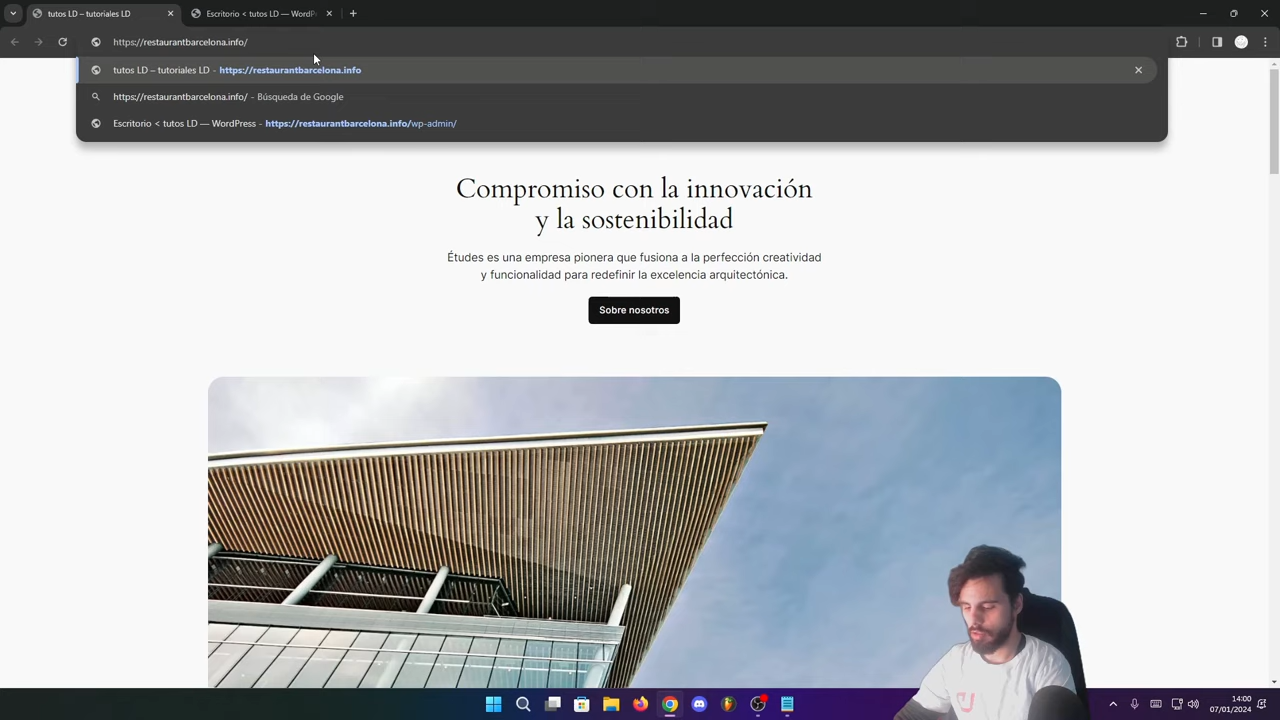 tutos LD – tutoriales LD
Escritorio < tutos LD — WordP
https://restaurantbarcelona.info/
tutos LD – tutoriales LD - https://restaurantbarcelona.info
https://restaurantbarcelona.info/ - Búsqueda de Google
Escritorio < tutos LD — WordPress - https://restaurantbarcelona.info/wp-admin/
Compromiso con la innovación
y la sostenibilidad
Études es una empresa pionera que fusiona a la perfección creatividad
y funcionalidad para redefinir la excelencia arquitectónica.
Sobre nosotros
14:00
07/01/2024